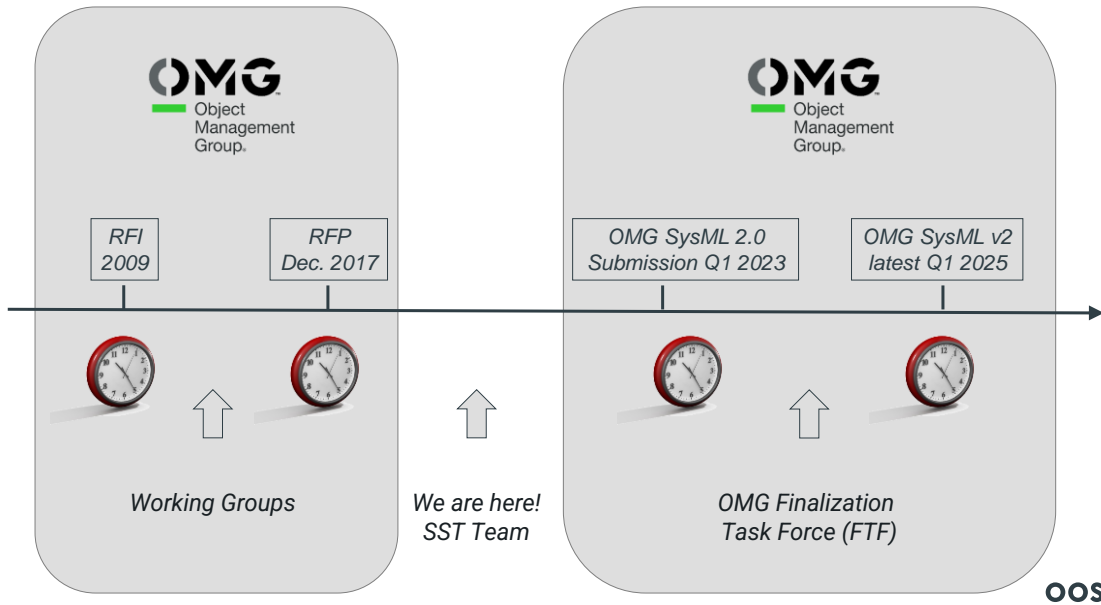 OMG
Object
Management
Group®
OMG
Object
Management
Group®
RFI
2009
RFP
Dec. 2017
OMG SysML 2.0
Submission Q1 2023
OMG SysML v2
latest Q1 2025
Working Groups
We are here!
SST Team
OMG Finalization
Task Force (FTF)
oos